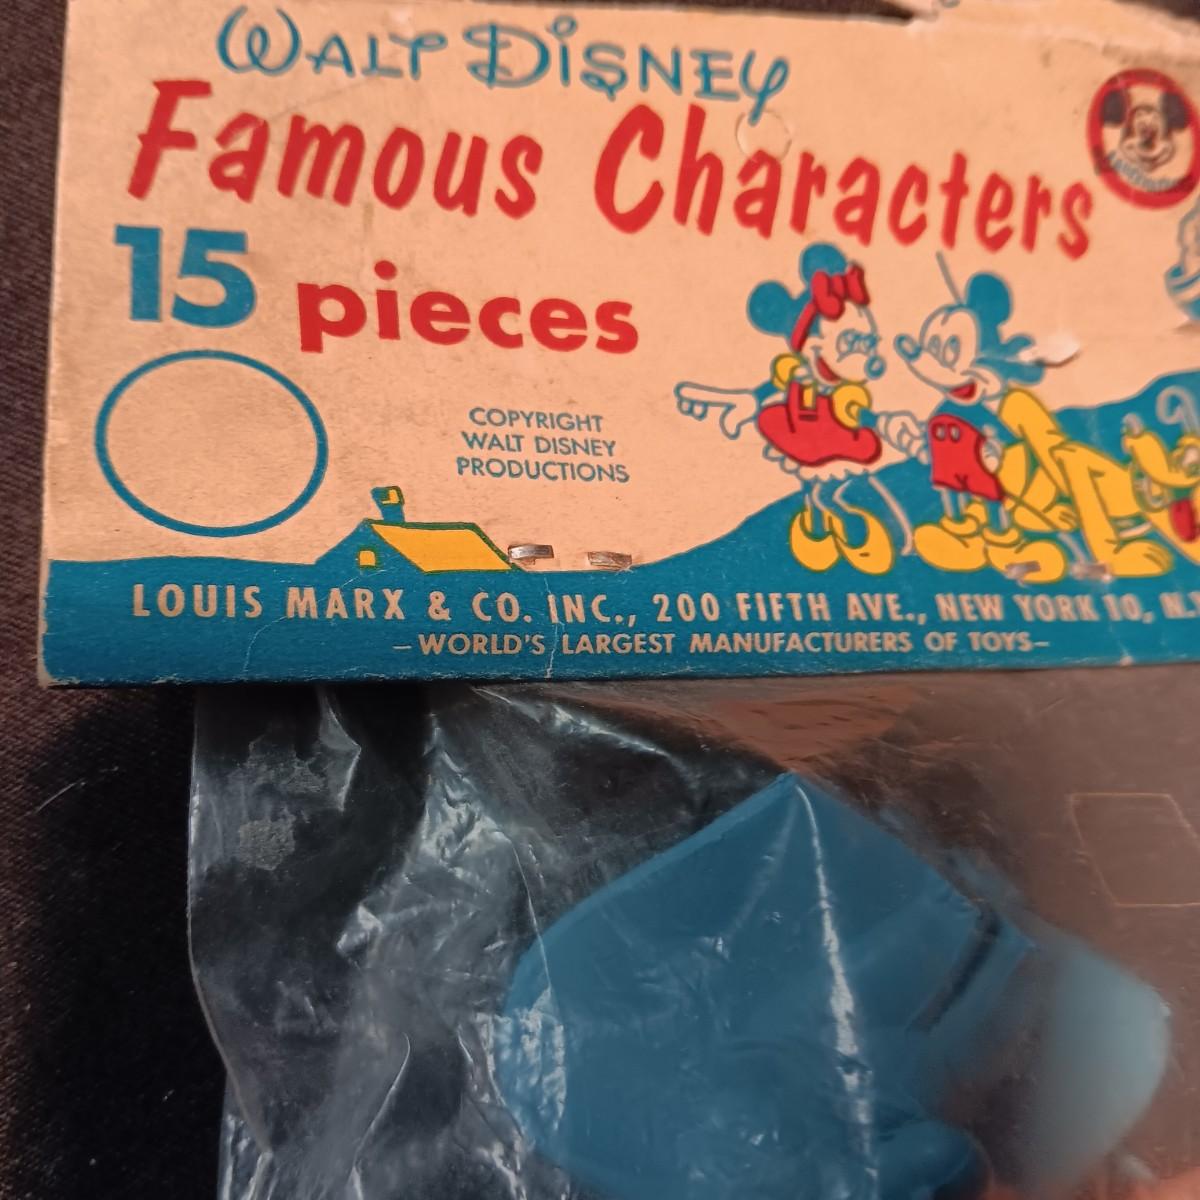 WALT DISNEY
Famous Characters
15 pieces
COPYRIGHT
WALT DISNEY
PRODUCTIONS
LOUIS MARX & CO. INC., 200 FIFTH AVE., NEW YORK 10, N.
-WORLD'S LARGEST MANUFACTURERS OF TOYS-